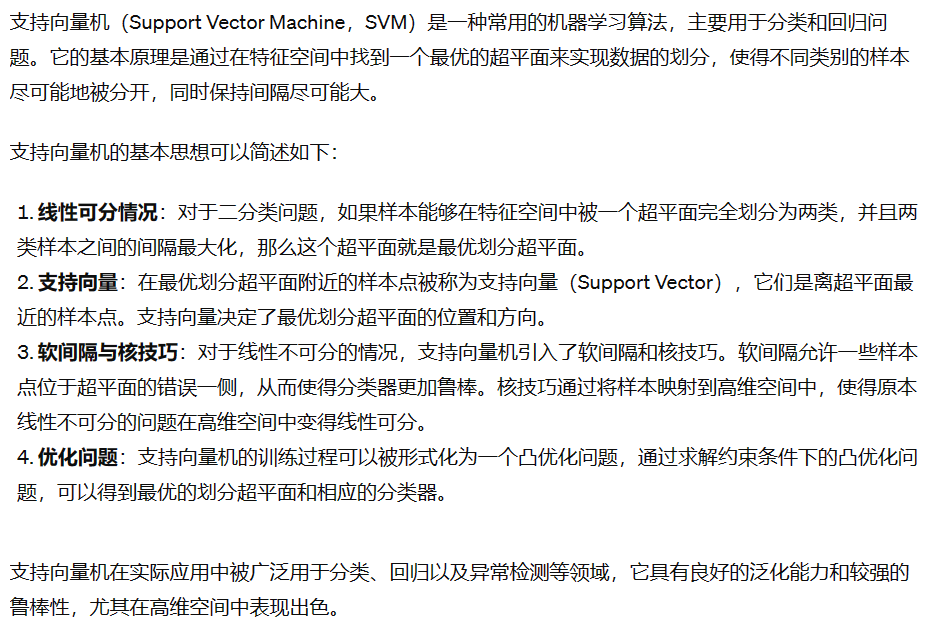 支持向量机（Support Vector Machine，SVM）是一种常用的机器学习算法，主要用于分类和回归问
题。它的基本原理是通过在特征空间中找到一个最优的超平面来实现数据的划分，使得不同类别的样本
尽可能地被分开，同时保持间隔尽可能大。
支持向量机的基本思想可以简述如下：
1. 线性可分情况：对于二分类问题，如果样本能够在特征空间中被一个超平面完全划分为两类，并且两
类样本之间的间隔最大化，那么这个超平面就是最优划分超平面。
2. 支持向量：在最优划分超平面附近的样本点被称为支持向量（Support Vector），它们是离超平面最
近的样本点。支持向量决定了最优划分超平面的位置和方向。
3. 软间隔与核技巧：对于线性不可分的情况，支持向量机引入了软间隔和核技巧。软间隔允许一些样本
点位于超平面的错误一侧，从而使得分类器更加鲁棒。核技巧通过将样本映射到高维空间中，使得原本
线性不可分的问题在高维空间中变得线性可分。
4. 优化问题：支持向量机的训练过程可以被形式化为一个凸优化问题，通过求解约束条件下的凸优化问
题，可以得到最优的划分超平面和相应的分类器。
支持向量机在实际应用中被广泛用于分类、回归以及异常检测等领域，它具有良好的泛化能力和较强的
鲁棒性，尤其在高维空间中表现出色。